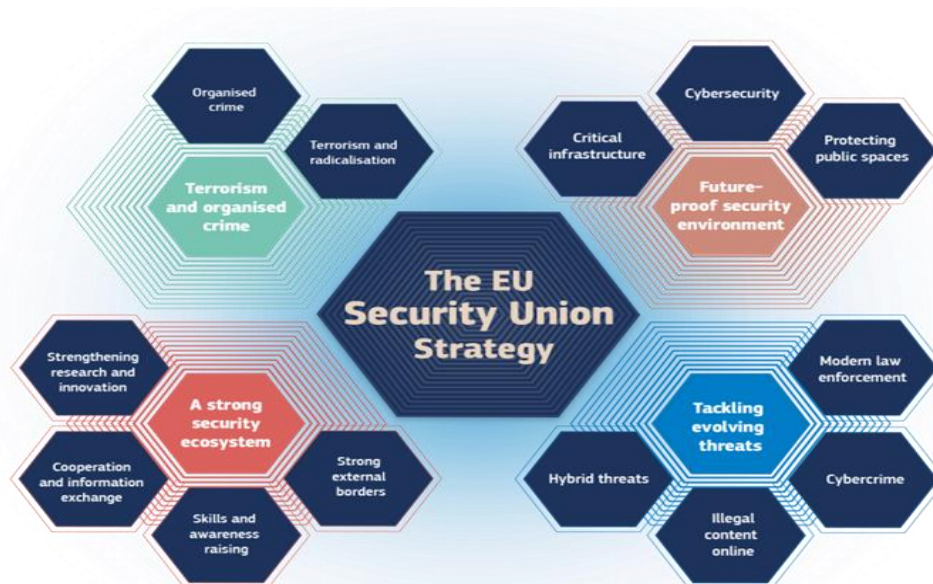 Organised
crime
Terrorism and
radicalisation
Terrorism
and organised
crime
Cybersecurity
Critical
infrastructure
Protecting
public spaces
Future-
proof security
environment
The EU
Security Union
Strategy
Strengthening
research and
innovation
A strong
security
ecosystem
Cooperation
and information
exchange
Strong
external
borders
Skills and
awareness
raising
Modern law
enforcement
Tackling
evolving
threats
Hybrid threats
Cybercrime
Illegal
content
online